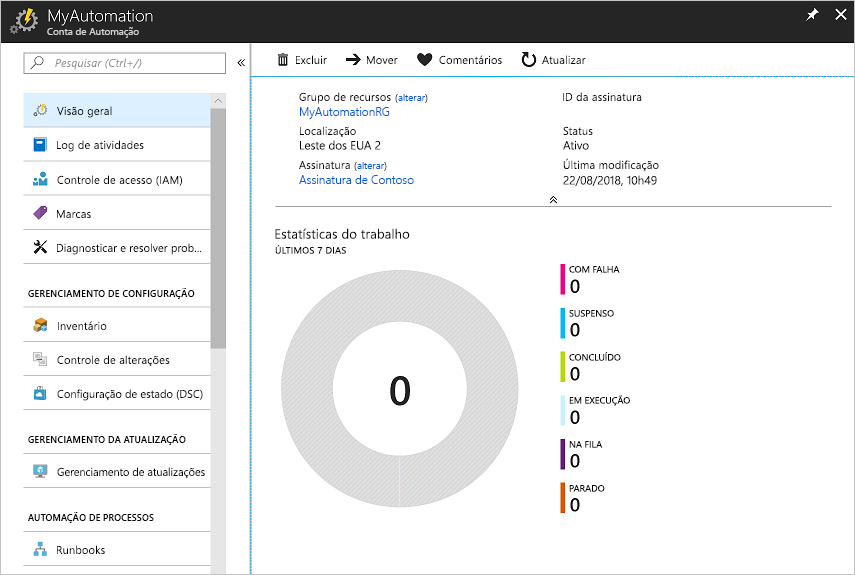 MyAutomation
Conta de Automação
Pesquisar (Ctrl+/)
Visão geral
Log de atividades
Controle de acesso (IAM)
Marcas
Diagnosticar e resolver prob...
GERENCIAMENTO DE CONFIGURAÇÃO
Inventário
Controle de alterações
Configuração de estado (DSC)
GERENCIAMENTO DA ATUALIZAÇÃO
Gerenciamento de atualizações
AUTOMAÇÃO DE PROCESSOS
Runbooks
Excluir Mover Comentários Atualizar
Grupo de recursos (alterar)
MyAutomationRG
Localização
Leste dos EUA 2
Assinatura (alterar)
Assinatura de Contoso
ID da assinatura
Status
Ativo
Última modificação
22/08/2018, 10h49
Estatísticas do trabalho
ÚLTIMOS 7 DIAS
0
COM FALHA
0
SUSPENSO
0
CONCLUÍDO
0
EM EXECUÇÃO
0
NA FILA
0
PARADO
0